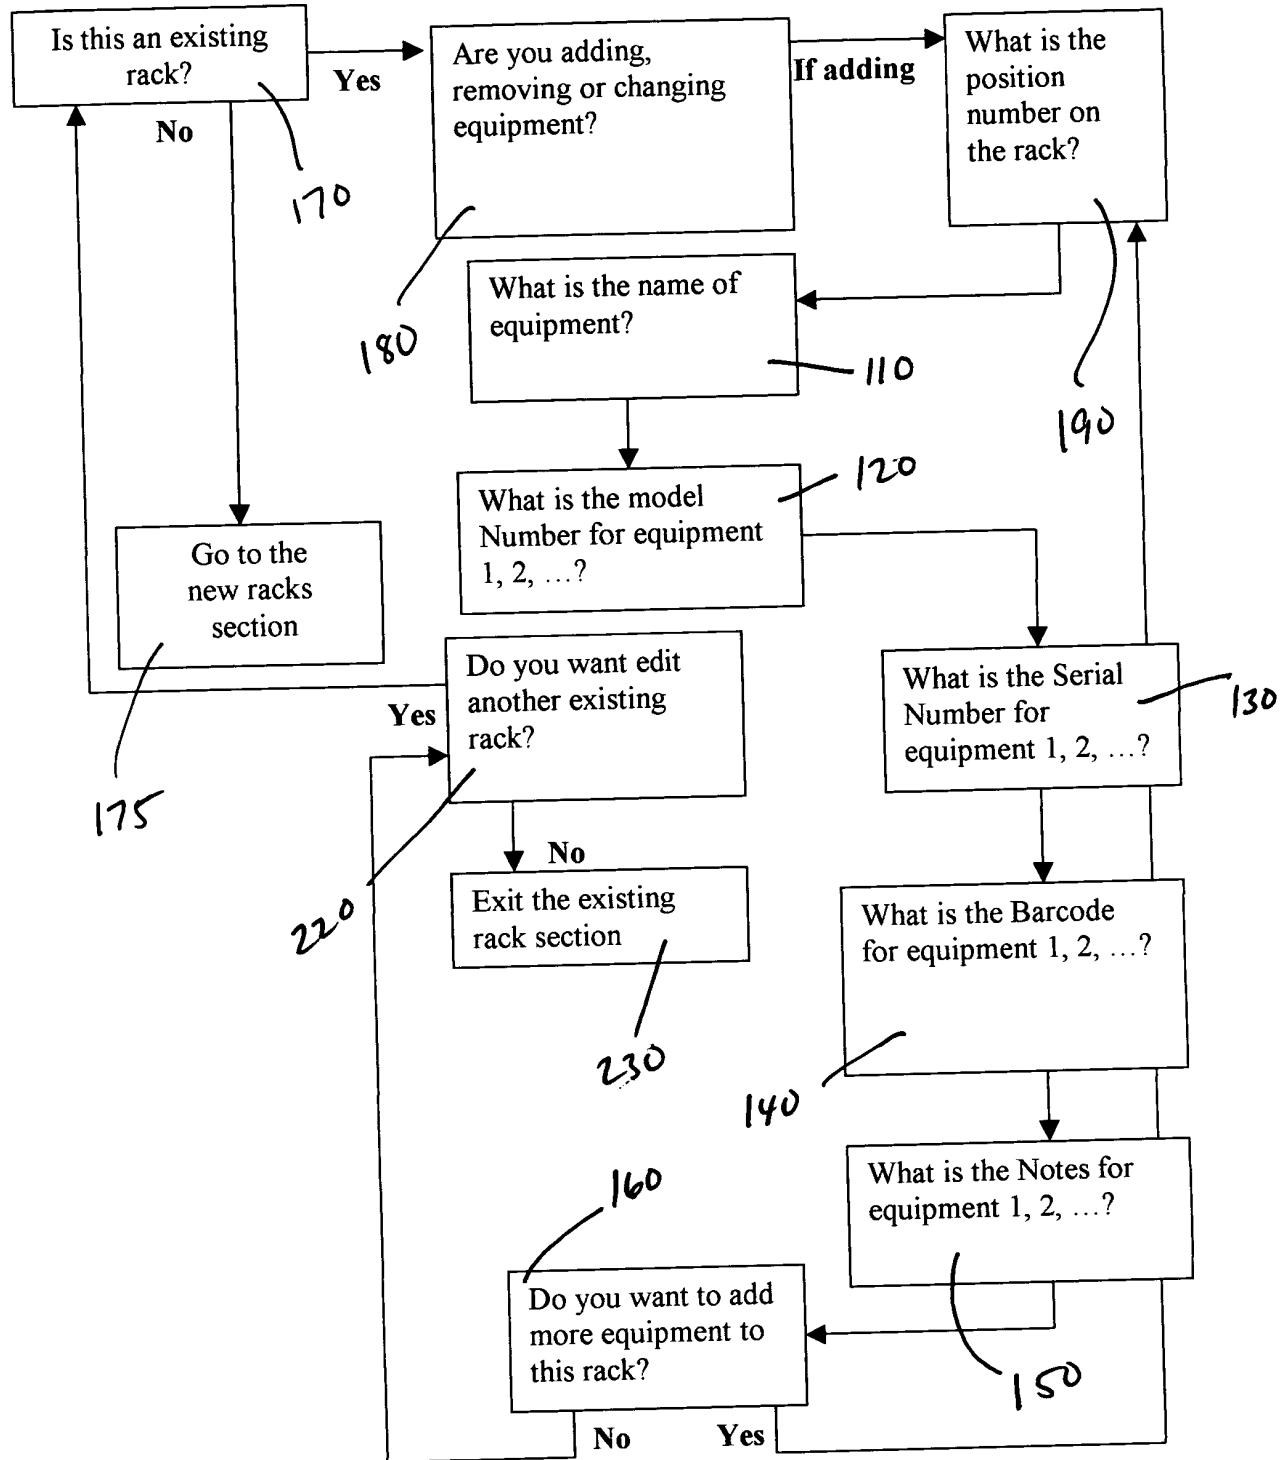 Is this an existing
rack?
Yes
No
170
Are you adding,
removing or changing
equipment?
If adding
180
What is the
position
number on
the rack?
190
What is the name of
equipment?
110
What is the model
Number for equipment
1, 2, …?
120
Go to the
new racks
section
175
Do you want edit
another existing
rack?
Yes
220
No
Exit the existing
rack section
230
What is the Serial
Number for
equipment 1, 2, …?
130
What is the Barcode
for equipment 1, 2, …?
140
What is the Notes for
equipment 1, 2, …?
150
160
Do you want to add
more equipment to
this rack?
No
Yes